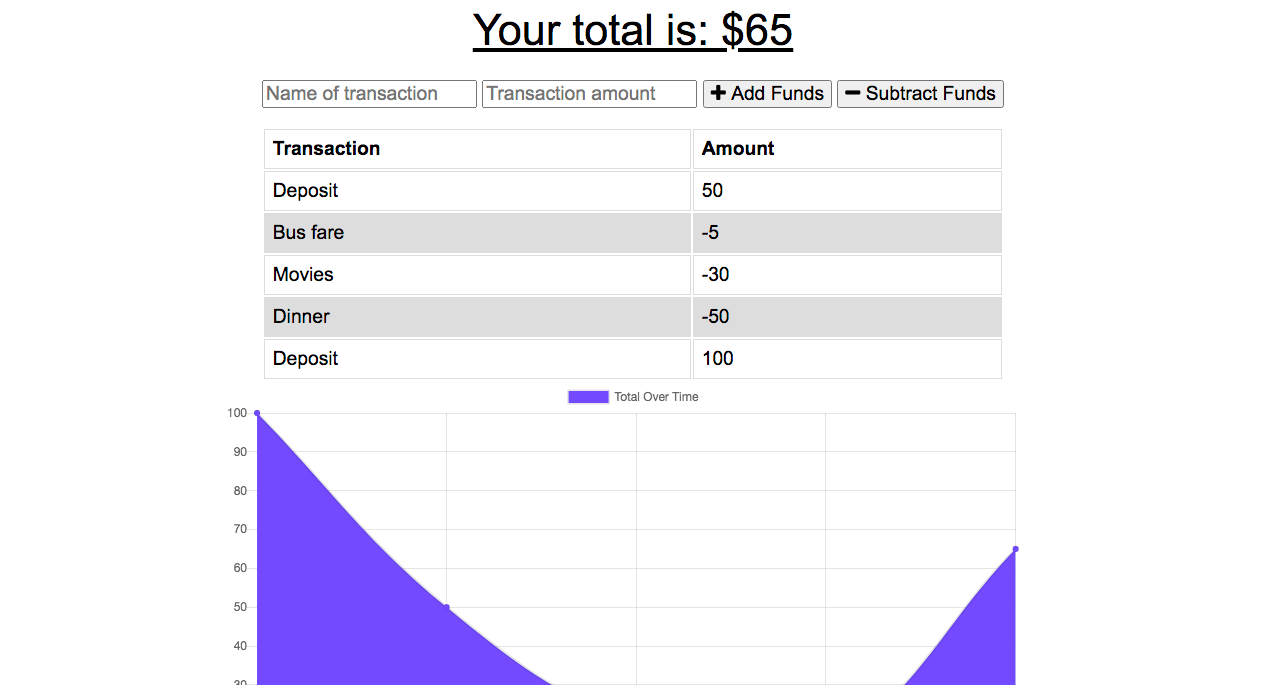 Your total is: $65
Name of transaction Transaction amount + Add Funds − Subtract Funds
Transaction Amount
Deposit 50
Bus fare -5
Movies -30
Dinner -50
Deposit 100
Total Over Time
100
90
80
70
60
50
40
30